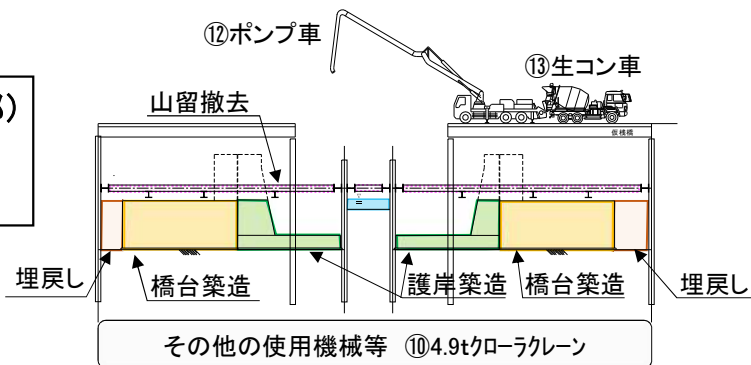 ⑫ポンプ車
⑬生コン車
山留撤去
仮桟橋
埋戻し
橋台築造
護岸築造
橋台築造
埋戻し
その他の使用機械等 ⑩4.9tクローラクレーン